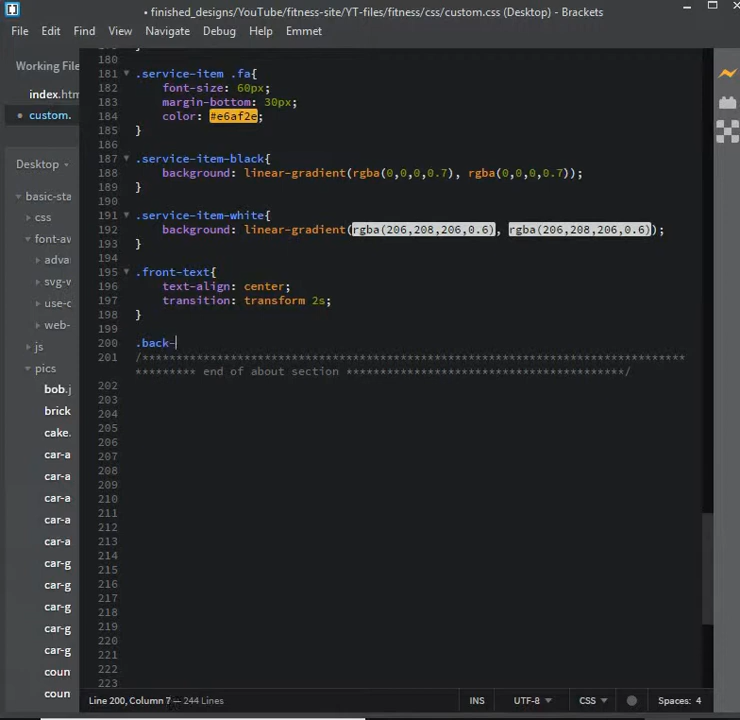 finished_designs/YouTube/fitness-site/YT-files/fitness/css/custom.css (Desktop) - Brackets
File Edit Find View Navigate Debug Help Emmet
Working File
index.htm
custom.
Desktop
basic-sta
css
font-av
advan
svg-v
use-c
web-
js
pics
bob.j
brick
cake.
car-a
car-a
car-a
car-a
car-g
car-g
car-g
car-g
car-g
coun
coun
180
181 .service-item .fa{
182 font-size: 60px;
183 margin-bottom: 30px;
184 color: #e6af2e;
185 }
186
187 .service-item-black{
188 background: linear-gradient(rgba(0,0,0,0.7), rgba(0,0,0,0.7));
189 }
190
191 .service-item-white{
192 background: linear-gradient(rgba(206,208,206,0.6), rgba(206,208,206,0.6));
193 }
194
195 .front-text{
196 text-align: center;
197 transition: transform 2s;
198 }
199
200 .back-
201 /********************************************************************************
********* end of about section *****************************************/
202
203
204
205
206
207
208
209
210
211
212
213
214
215
216
217
218
219
220
221
222
223
Line 200, Column 7 — 244 Lines
INS UTF-8 CSS Spaces: 4